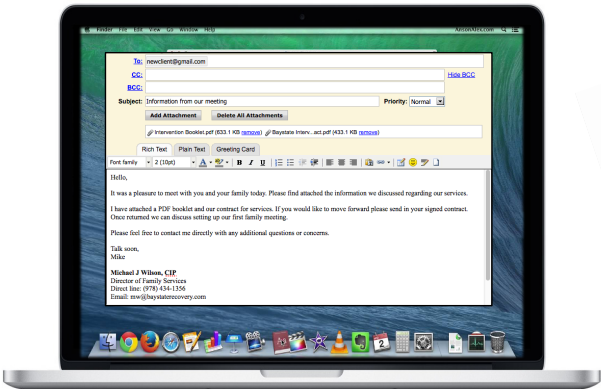 Finder File Edit View Go Window Help AnsonAlex.com
To: newclient@gmail.com
CC: Hide BCC
BCC:
Subject: Information from our meeting Priority: Normal
Add Attachment Delete All Attachments
Intervention Booklet.pdf (633.1 KB remove) Baystate Interv...act.pdf (433.1 KB remove)
Rich Text Plain Text Greeting Card
Font family 2 (10pt) A B I U
Hello,
It was a pleasure to meet with you and your family today. Please find attached the information we discussed regarding our services.
I have attached a PDF booklet and our contract for services. If you would like to move forward please send in your signed contract.
Once returned we can discuss setting up our first family meeting.
Please feel free to contact me directly with any additional questions or concerns.
Talk soon,
Mike
Michael J Wilson, CIP
Director of Family Services
Direct line: (978) 434-1356
Email: mw@baystaterecovery.com
2